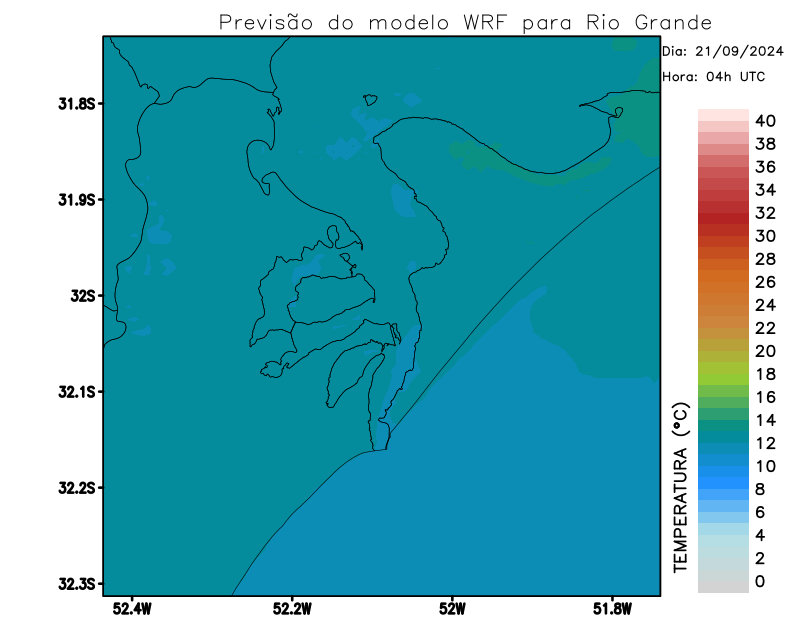 Previsão do modelo WRF para Rio Grande
Dia: 21/09/2024
Hora: 04h UTC
31.8S
31.9S
32S
32.1S
32.2S
32.3S
52.4W
52.2W
52W
51.8W
TEMPERATURA (°C)
40
38
36
34
32
30
28
26
24
22
20
18
16
14
12
10
8
6
4
2
0